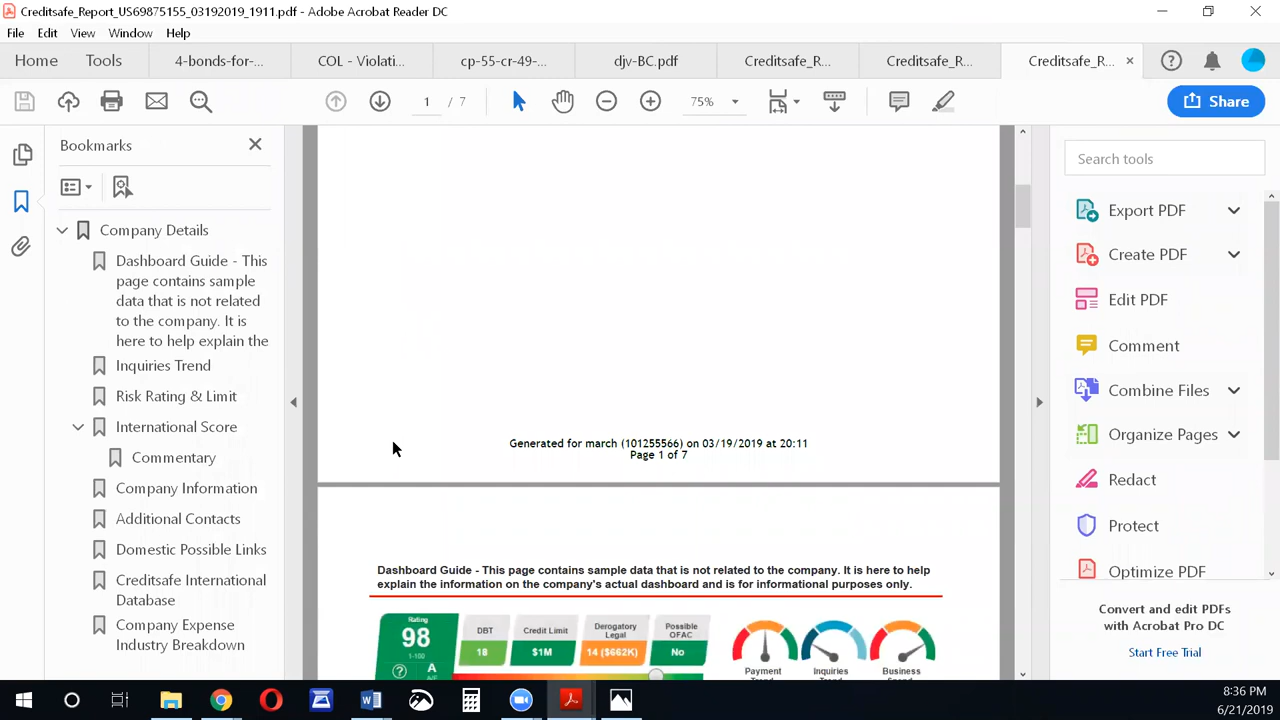 Creditsafe_Report_US69875155_03192019_1911.pdf - Adobe Acrobat Reader DC
File Edit View Window Help
Home Tools 4-bonds-for-... COL - Violati... cp-55-cf-49-... djv-BC.pdf Creditsafe_R... Creditsafe_R... Creditsafe_R... ×
1 / 7 75% Share
Bookmarks
Company Details
Dashboard Guide - This
page contains sample
data that is not related
to the company. It is
here to help explain the
Inquiries Trend
Risk Rating & Limit
International Score
Commentary
Company Information
Additional Contacts
Domestic Possible Links
Creditsafe International
Database
Company Expense
Industry Breakdown
Generated for march (101255566) on 03/19/2019 at 20:11
Page 1 of 7
Dashboard Guide - This page contains sample data that is not related to the company. It is here to help
explain the information on the company's actual dashboard and is for informational purposes only.
Rating
98
1-100
A
DBT
18
Credit Limit
$1M
Derogatory
Legal
14 ($662K)
Possible
OFAC
No
Payment
Inquiries
Business
Search tools
Export PDF
Create PDF
Edit PDF
Comment
Combine Files
Organize Pages
Redact
Protect
Optimize PDF
Convert and edit PDFs
with Acrobat Pro DC
Start Free Trial
8:36 PM
6/21/2019